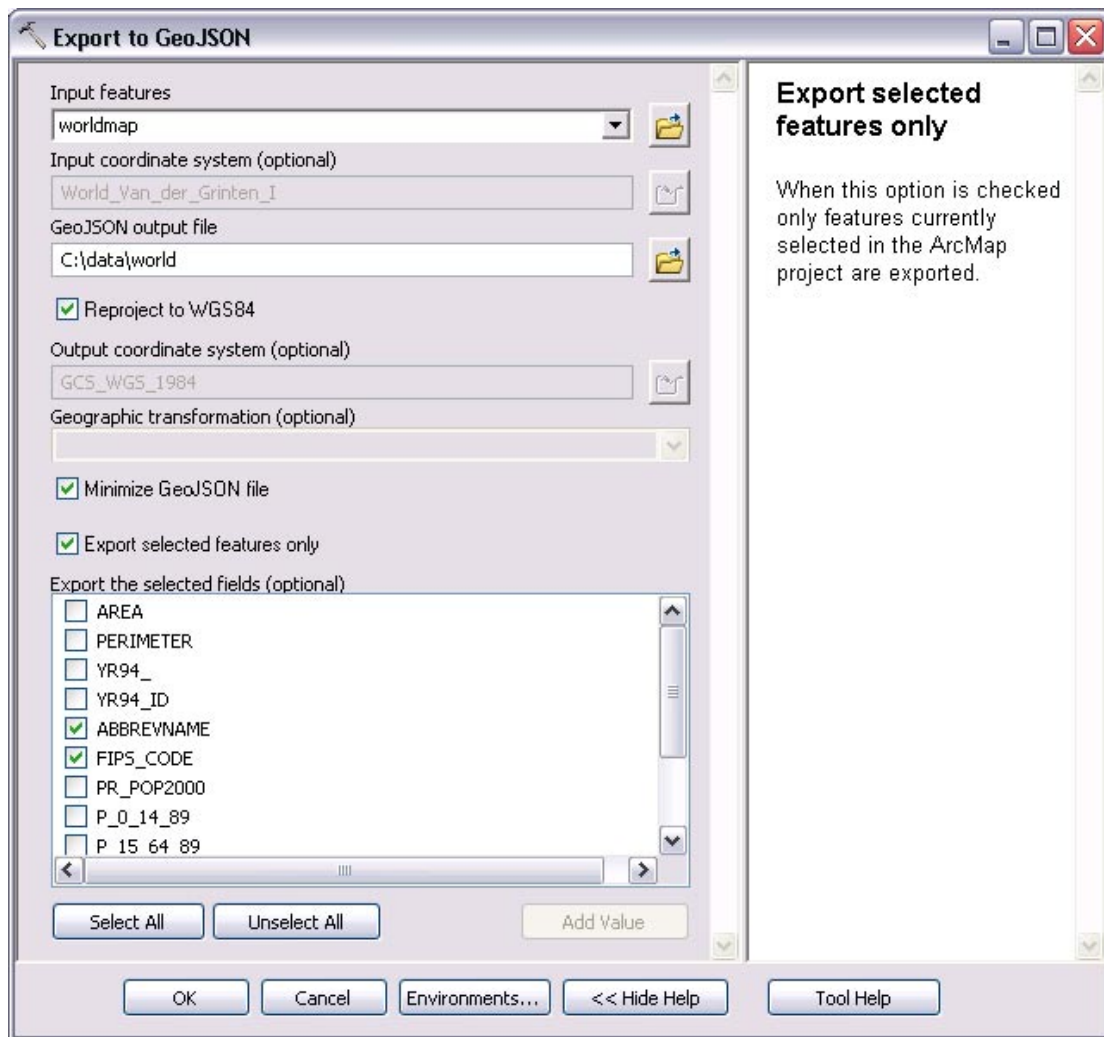 Export to GeoJSON
Input features
worldmap
Input coordinate system (optional)
World_Van_der_Grinten_I
GeoJSON output file
C:\data\world
Reproject to WGS84
Output coordinate system (optional)
GCS_WGS_1984
Geographic transformation (optional)
Minimize GeoJSON file
Export selected features only
Export the selected fields (optional)
AREA
PERIMETER
YR94_
YR94_ID
ABBREVNAME
FIPS_CODE
PR_POP2000
P_0_14_89
P_15_64_89
Select All
Unselect All
Add Value
Export selected
features only
When this option is checked
only features currently
selected in the ArcMap
project are exported.
OK
Cancel
Environments...
<< Hide Help
Tool Help